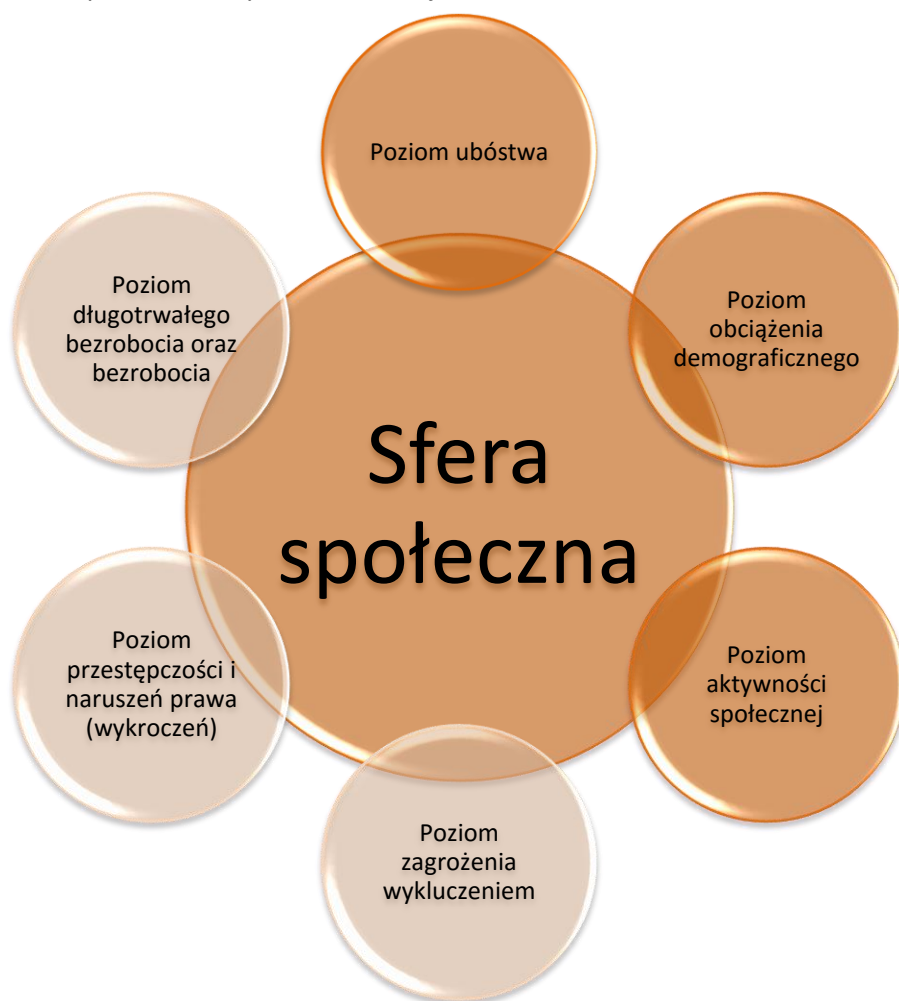 Poziom ubóstwa
Poziom
długotrwałego
bezrobocia oraz
bezrobocia
Poziom
obciążenia
demograficznego
Sfera
społeczna
Poziom
przestępczości i
naruszeń prawa
(wykroczeń)
Poziom
aktywności
społecznej
Poziom
zagrożenia
wykluczeniem